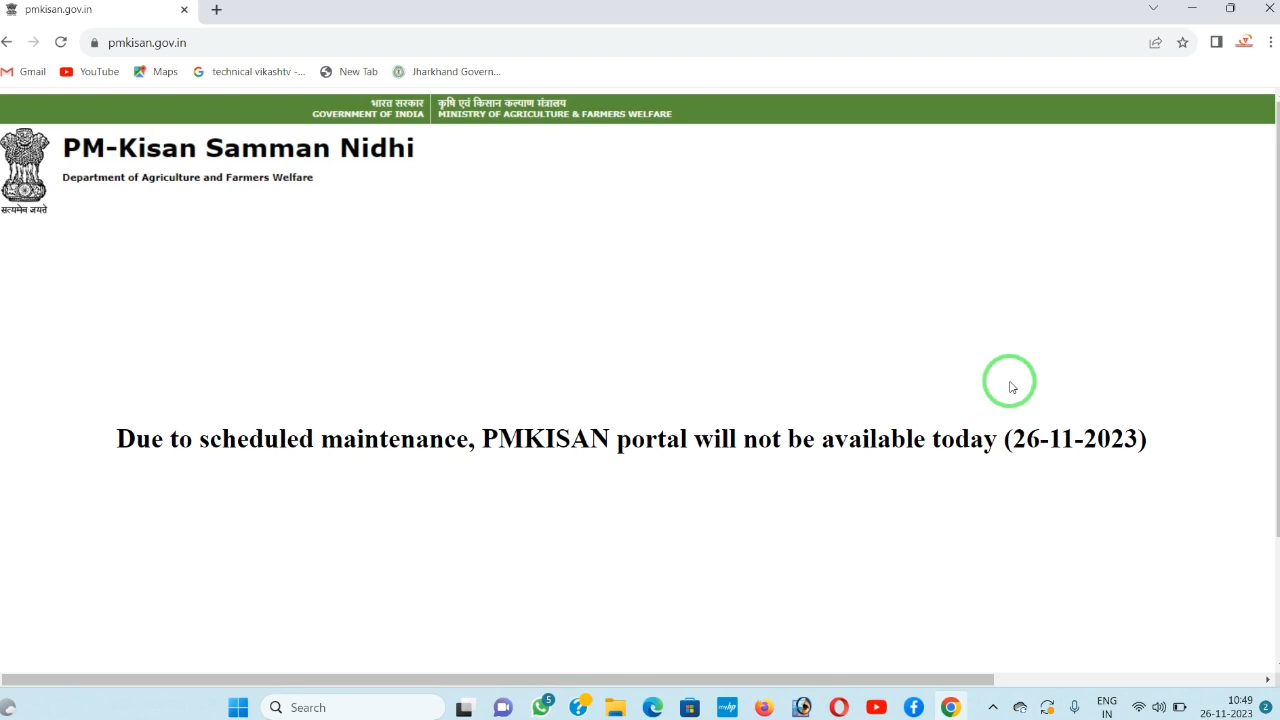 pmkisan.gov.in
pmkisan.gov.in
Gmail YouTube Maps technical vikashtv -... New Tab Jharkhand Govern...
भारत सरकार
GOVERNMENT OF INDIA
कृषि एवं किसान कल्याण मंत्रालय
MINISTRY OF AGRICULTURE & FARMERS WELFARE
PM-Kisan Samman Nidhi
Department of Agriculture and Farmers Welfare
सत्यमेव जयते
Due to scheduled maintenance, PMKISAN portal will not be available today (26-11-2023)
Search
5
myhp
ENG
IN
10:49
26-11-2023
2